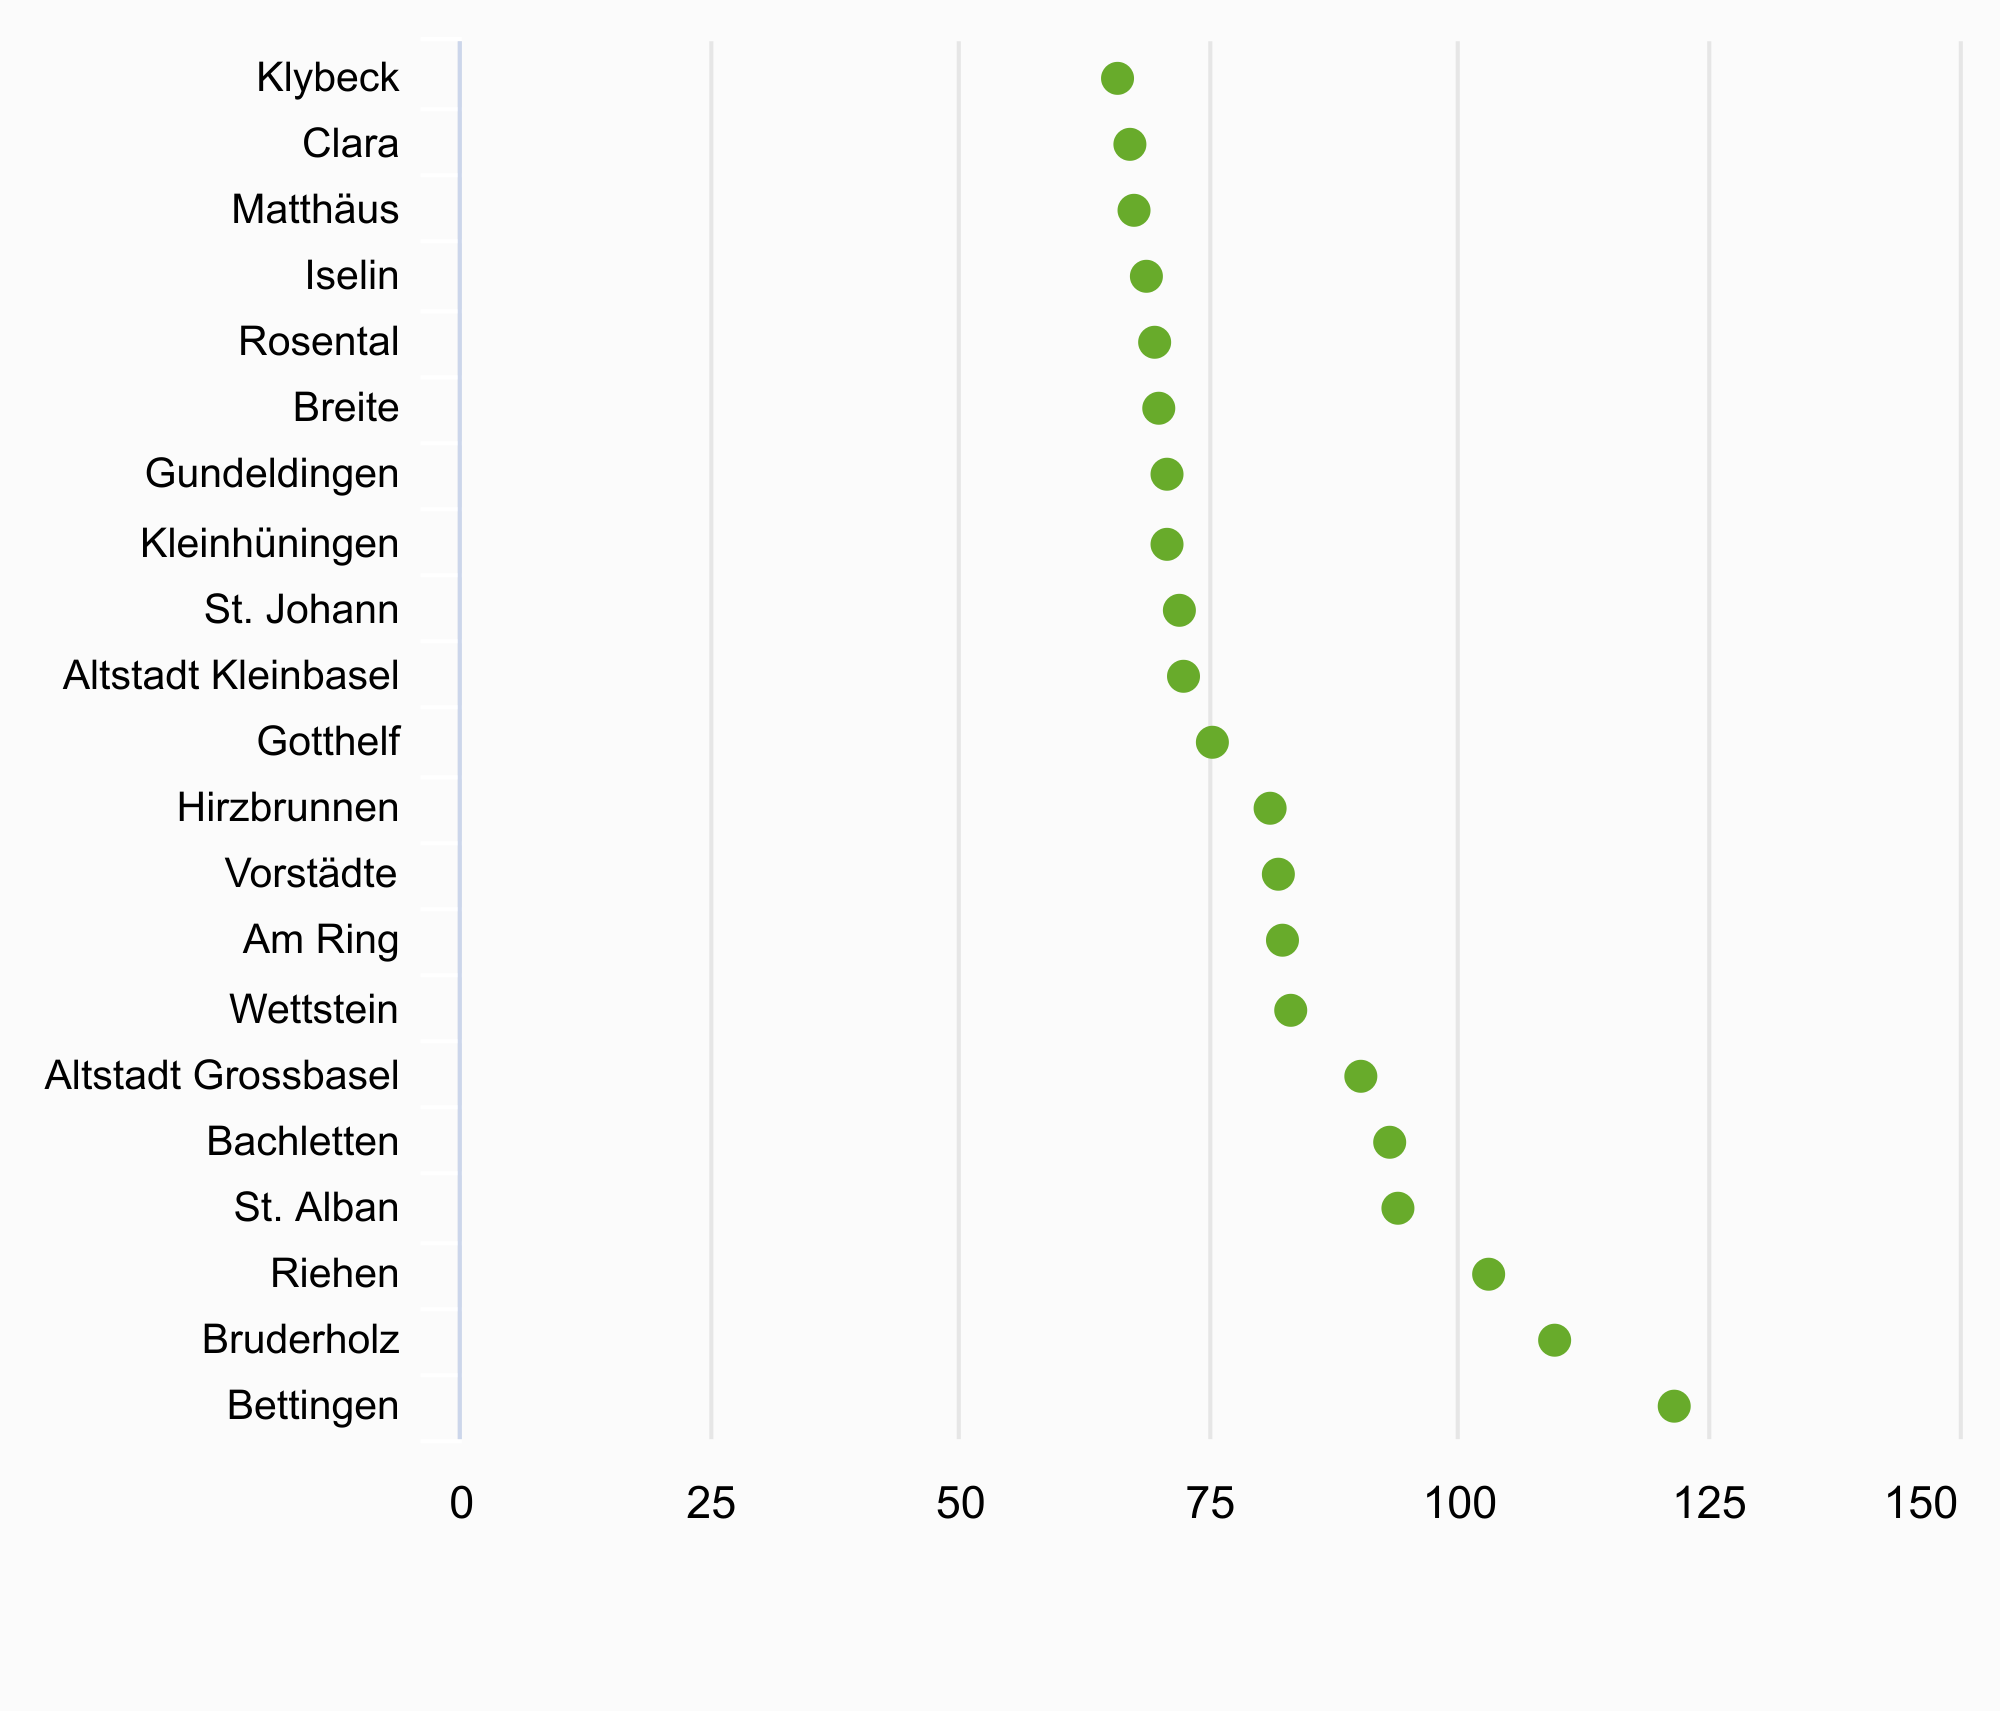 Klybeck
Clara
Matthäus
Iselin
Rosental
Breite
Gundeldingen
Kleinhüningen
St. Johann
Altstadt Kleinbasel
Gotthelf
Hirzbrunnen
Vorstädte
Am Ring
Wettstein
Altstadt Grossbasel
Bachletten
St. Alban
Riehen
Bruderholz
Bettingen
0 25 50 75 100 125 150